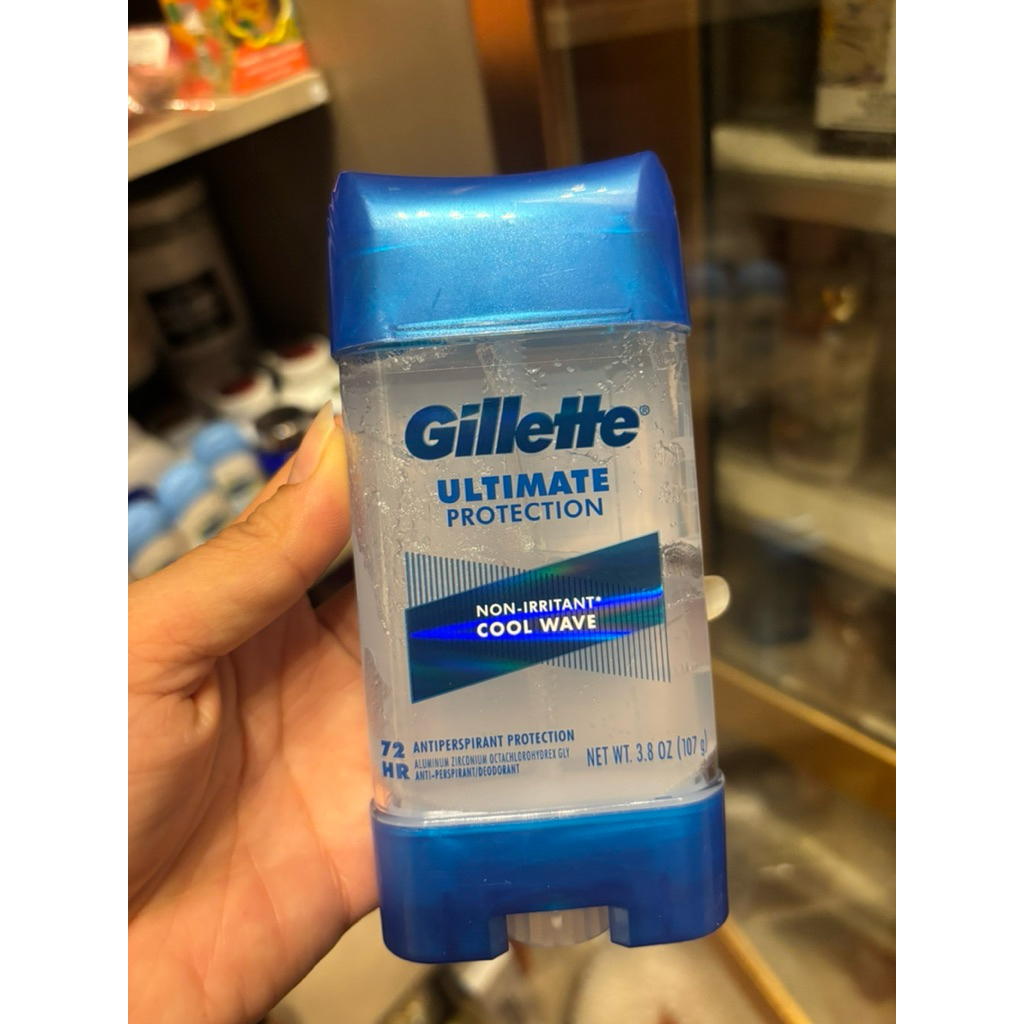 Gillette®
ULTIMATE
PROTECTION
NON-IRRITANT*
COOL WAVE
72 HR
ANTIPERSPIRANT PROTECTION
ALUMINUM ZIRCONIUM OCTACHLOROHYDREX GLY
ANTI-PERSPIRANT/DEODORANT
NET WT. 3.8 OZ (107 g)